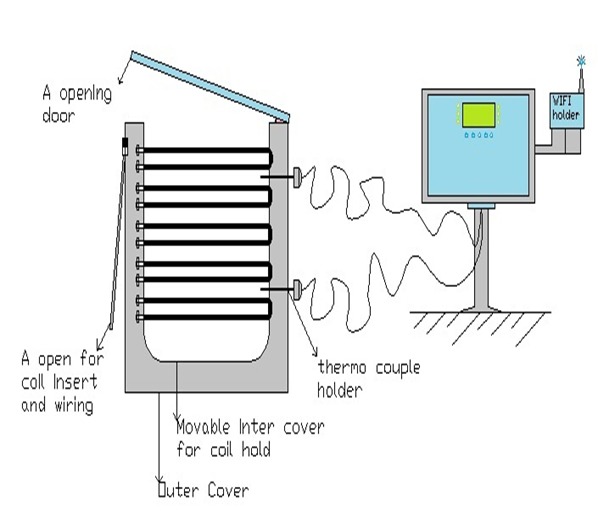 A opening
door
WIFI
holder
A open for
coil Insert
and wiring
thermo couple
holder
Movable Inter cover
for coil hold
Outer Cover